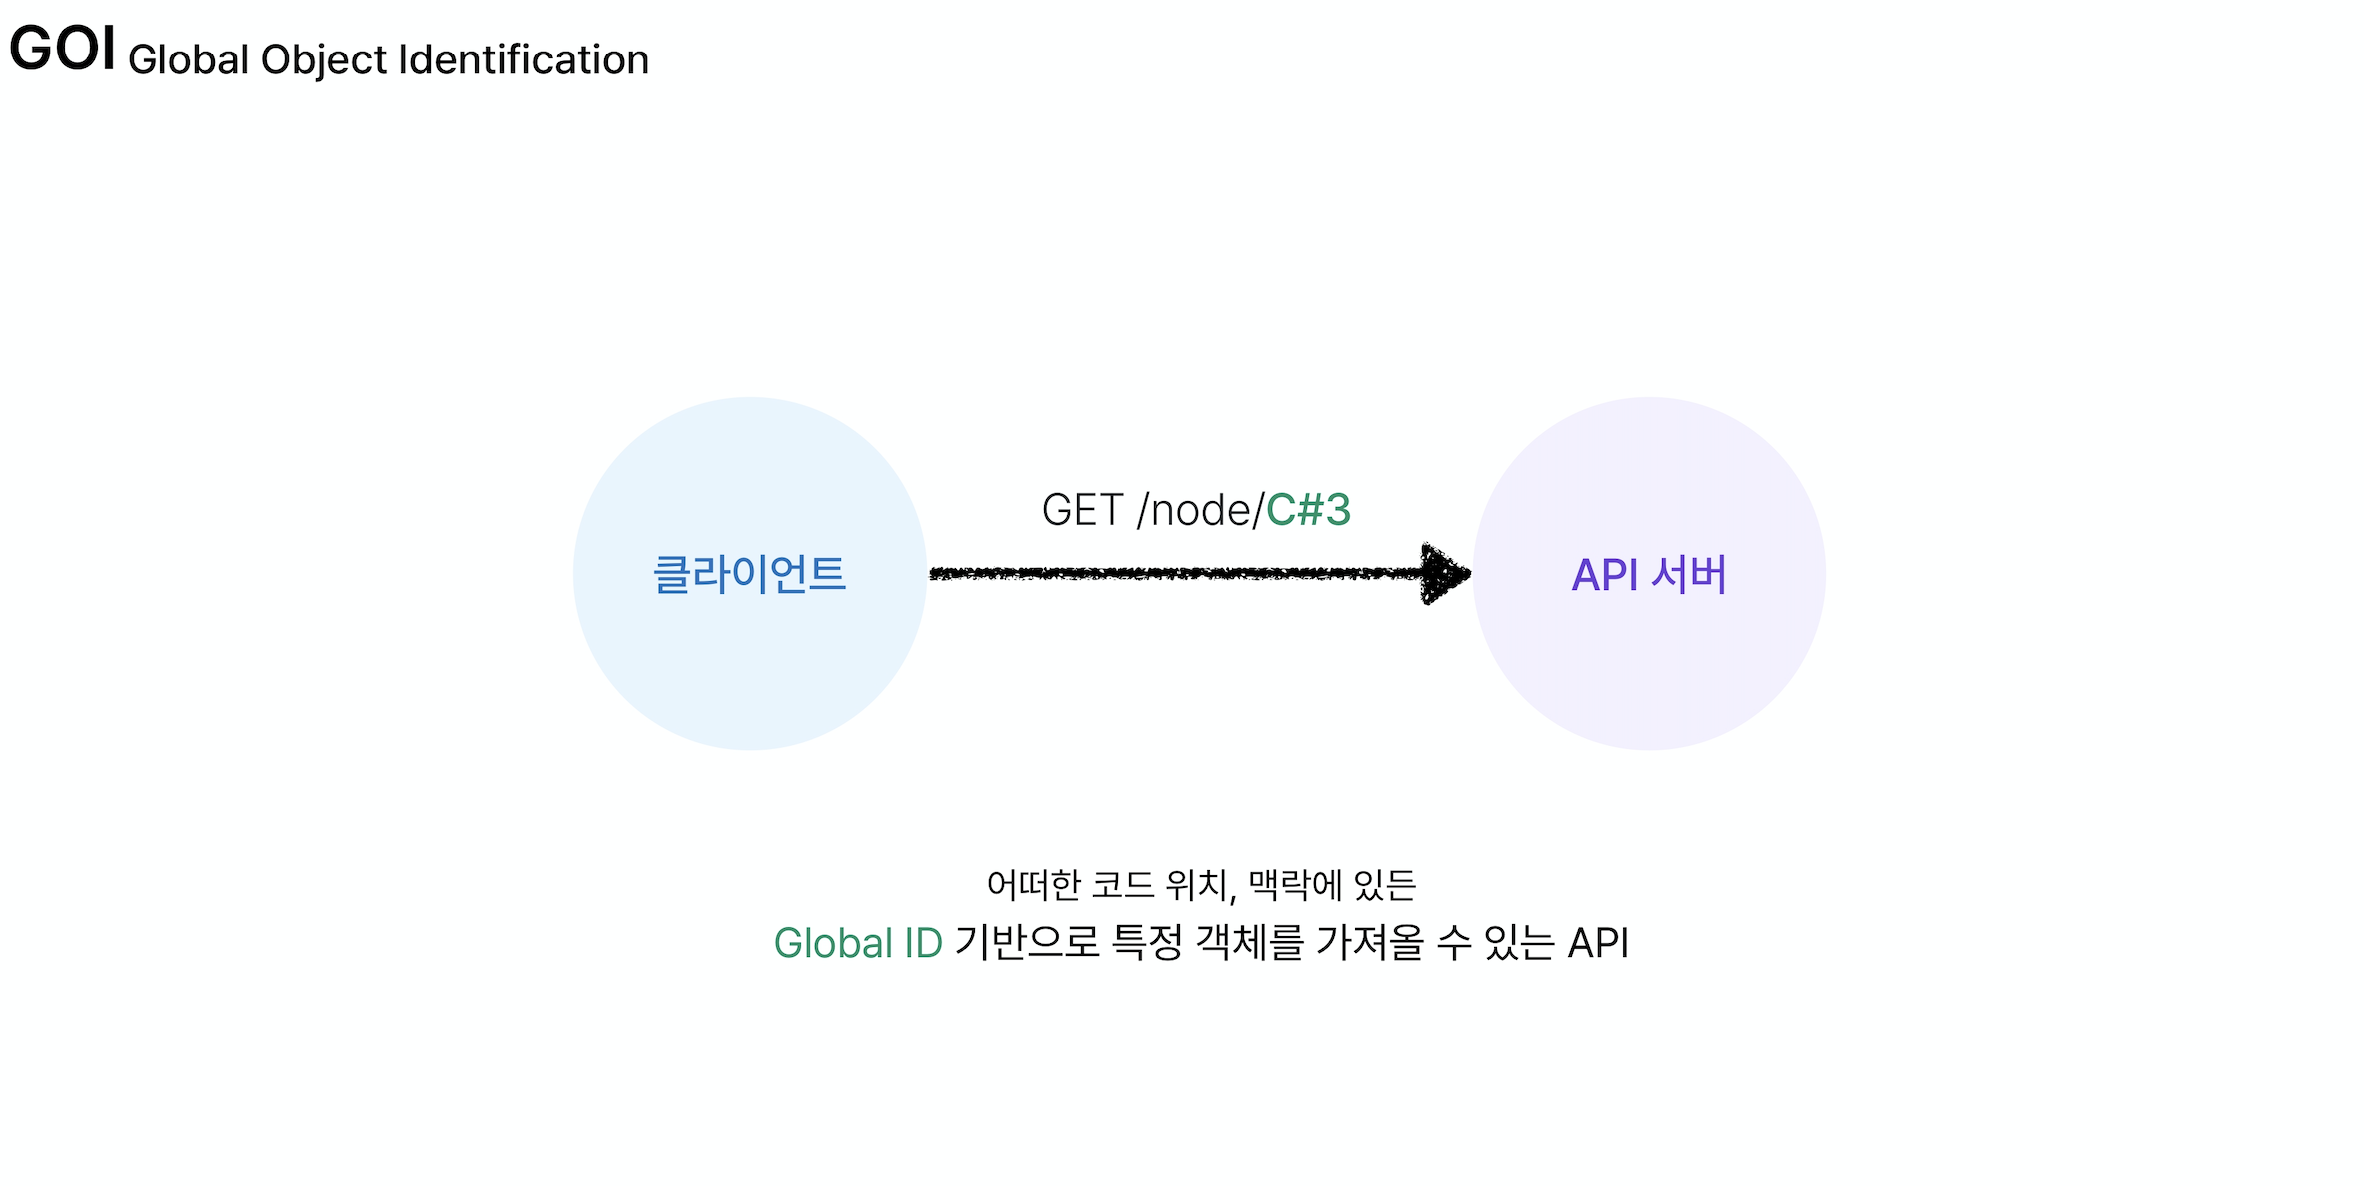 GOI Global Object Identification
GET /node/C#3
클라이언트
API 서버
어떠한 코드 위치, 맥락에 있든
Global ID 기반으로 특정 객체를 가져올 수 있는 API